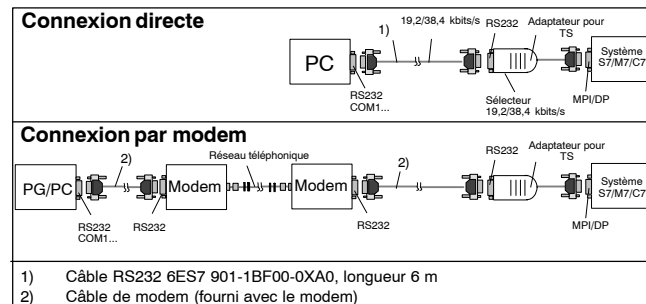 Connexion directe
1)
19,2/38,4 kbits/s
RS232
Adaptateur pour
TS
PC
Système
S7/M7/C7
RS232
COM1...
Sélecteur
19,2/38,4 kbits/s
MPI/DP
Connexion par modem
2)
Réseau téléphonique
2)
RS232
Adaptateur pour
TS
PG/PC
Modem
Modem
Système
S7/M7/C7
RS232
COM1...
RS232
RS232
MPI/DP
1) Câble RS232 6ES7 901-1BF00-0XA0, longueur 6 m
2) Câble de modem (fourni avec le modem)